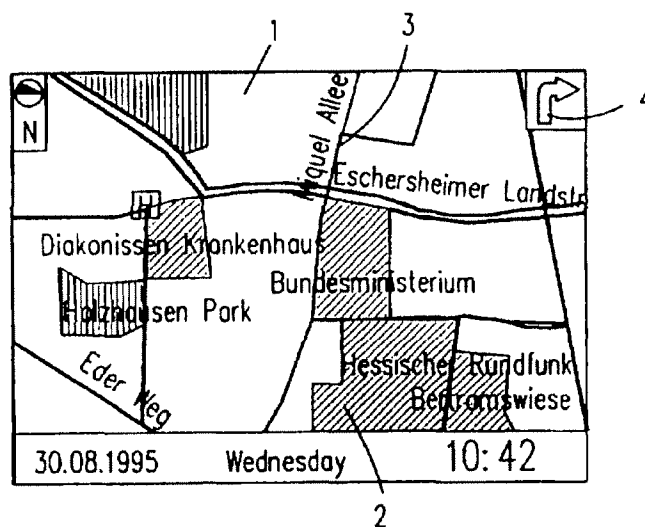 1
3
4
N
Miquel Allee
Eschersheimer Landstr
H
Diakonissen Krankenhaus
Bundesministerium
Holzhausen Park
Hessischer Rundfunk
Eder Weg
Bertramswiese
30.08.1995 Wednesday 10:42
2